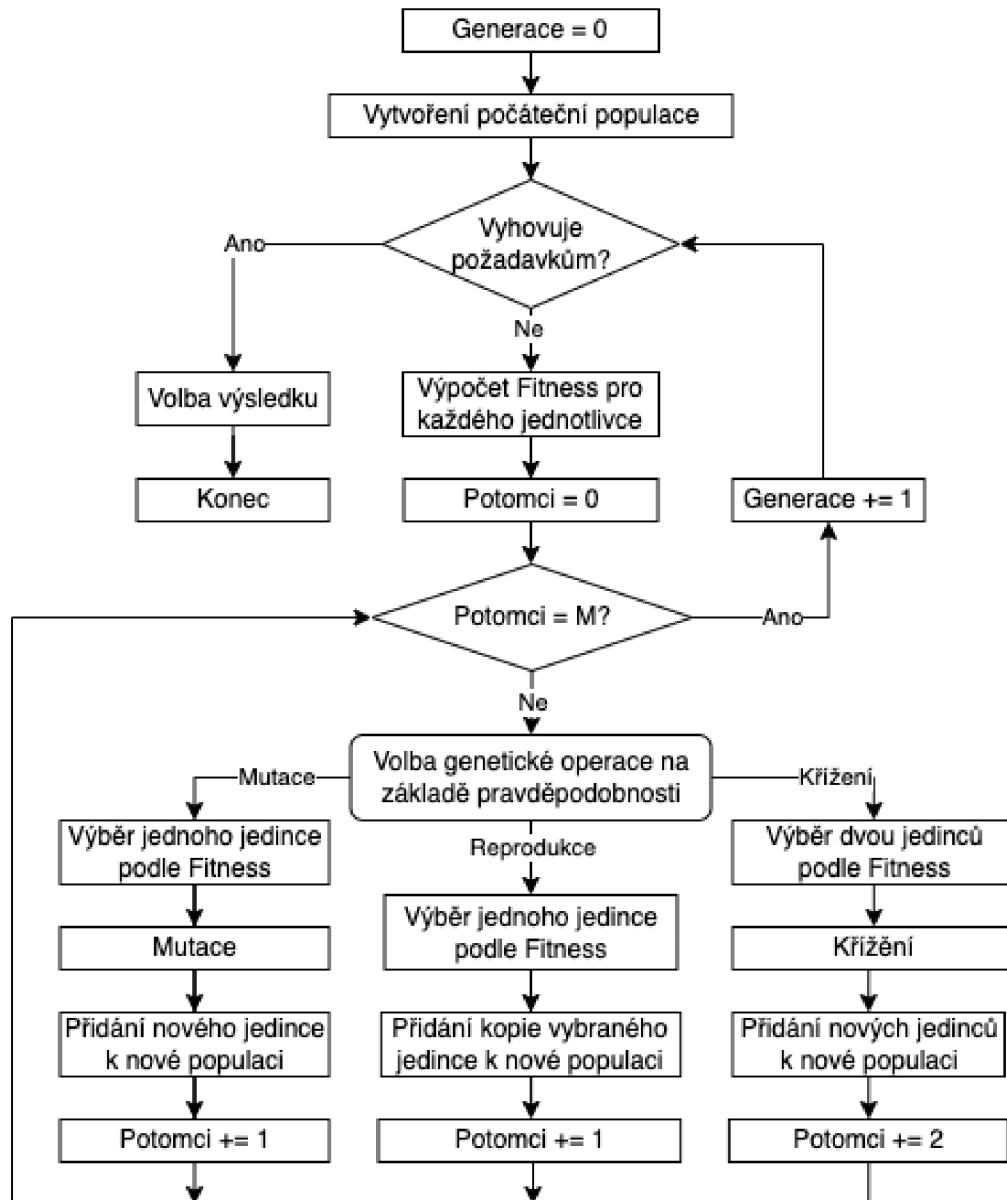 Generace = 0
Vytvoření počáteční populace
Vyhovuje
požadavkům?
Ano
Ne
Volba výsledku
Výpočet Fitness pro
každého jednotlivce
Konec
Potomci = 0
Generace += 1
Potomci = M?
Ano
Ne
Volba genetické operace na
základě pravděpodobnosti
Mutace
Křížení
Reprodukce
Výběr jednoho jedince
podle Fitness
Mutace
Přidání nového jedince
k nové populaci
Potomci += 1
Výběr jednoho jedince
podle Fitness
Přidání kopie vybraného
jedince k nové populaci
Potomci += 1
Výběr dvou jedinců
podle Fitness
Křížění
Přidání nových jedinců
k nové populaci
Potomci += 2